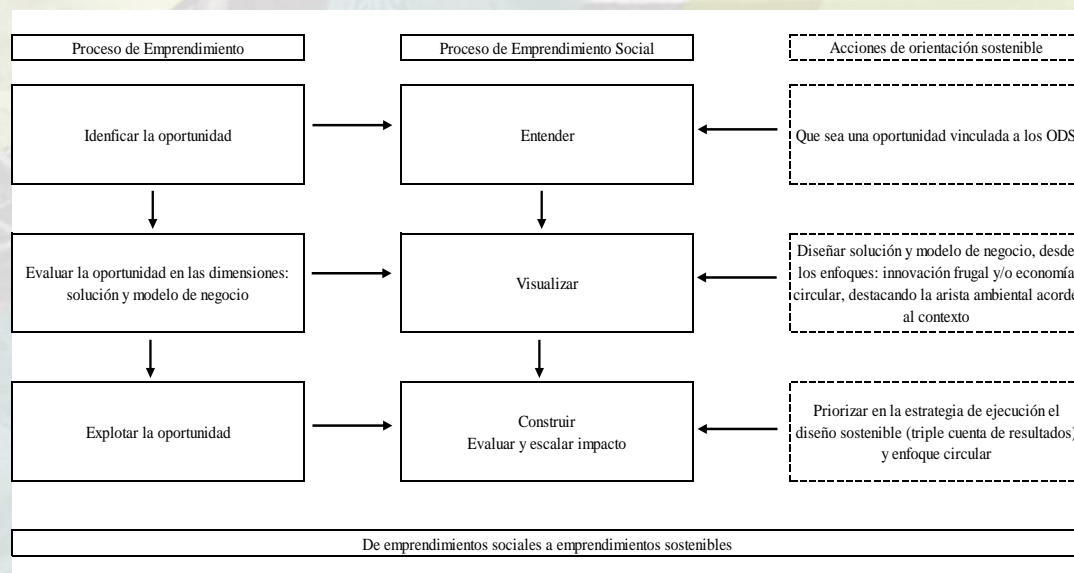 Proceso de Emprendimiento
Proceso de Emprendimiento Social
Acciones de orientación sostenible
Idenficar la oportunidad
Entender
Que sea una oportunidad vinculada a los ODS
Evaluar la oportunidad en las dimensiones:
solución y modelo de negocio
Visualizar
Diseñar solución y modelo de negocio, desde
los enfoques: innovación frugal y/o economía
circular, destacando la arista ambiental acorde
al contexto
Explotar la oportunidad
Construir
Evaluar y escalar impacto
Priorizar en la estrategia de ejecución el
diseño sostenible (triple cuenta de resultados)
y enfoque circular
De emprendimientos sociales a emprendimientos sostenibles